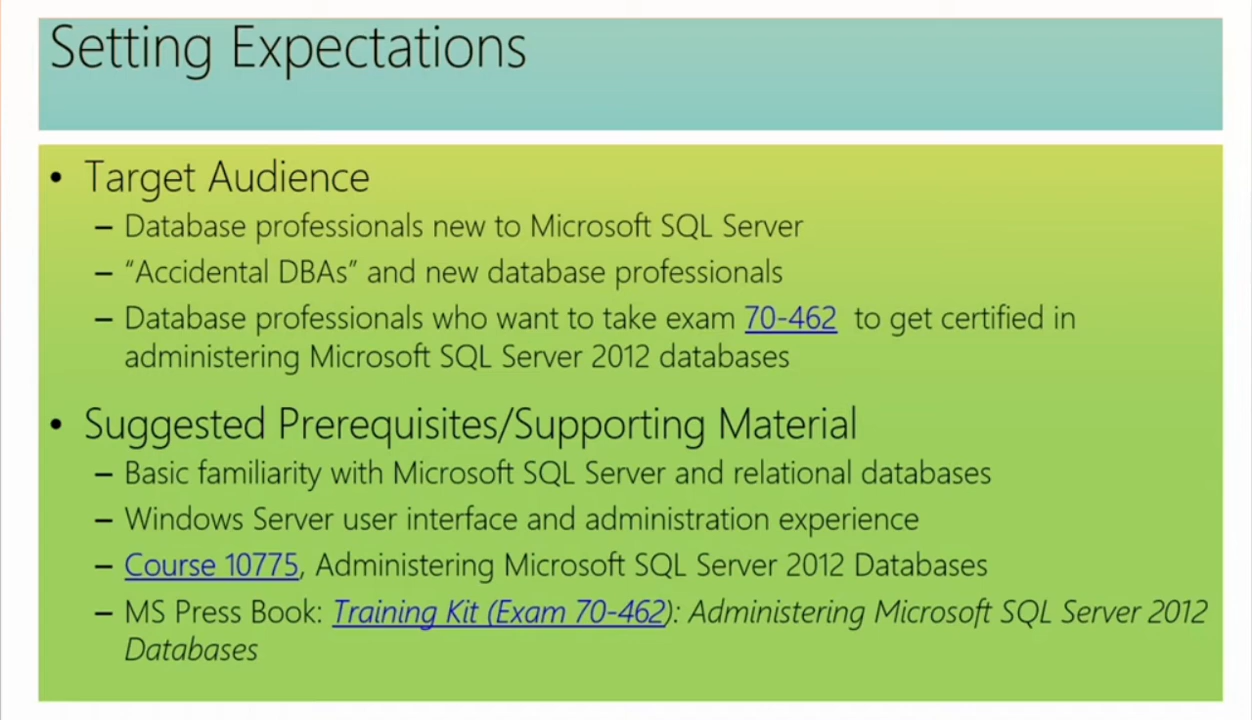 Setting Expectations
• Target Audience
– Database professionals new to Microsoft SQL Server
– “Accidental DBAs” and new database professionals
– Database professionals who want to take exam 70-462 to get certified in
administering Microsoft SQL Server 2012 databases
• Suggested Prerequisites/Supporting Material
– Basic familiarity with Microsoft SQL Server and relational databases
– Windows Server user interface and administration experience
– Course 10775, Administering Microsoft SQL Server 2012 Databases
– MS Press Book: Training Kit (Exam 70-462): Administering Microsoft SQL Server 2012
Databases